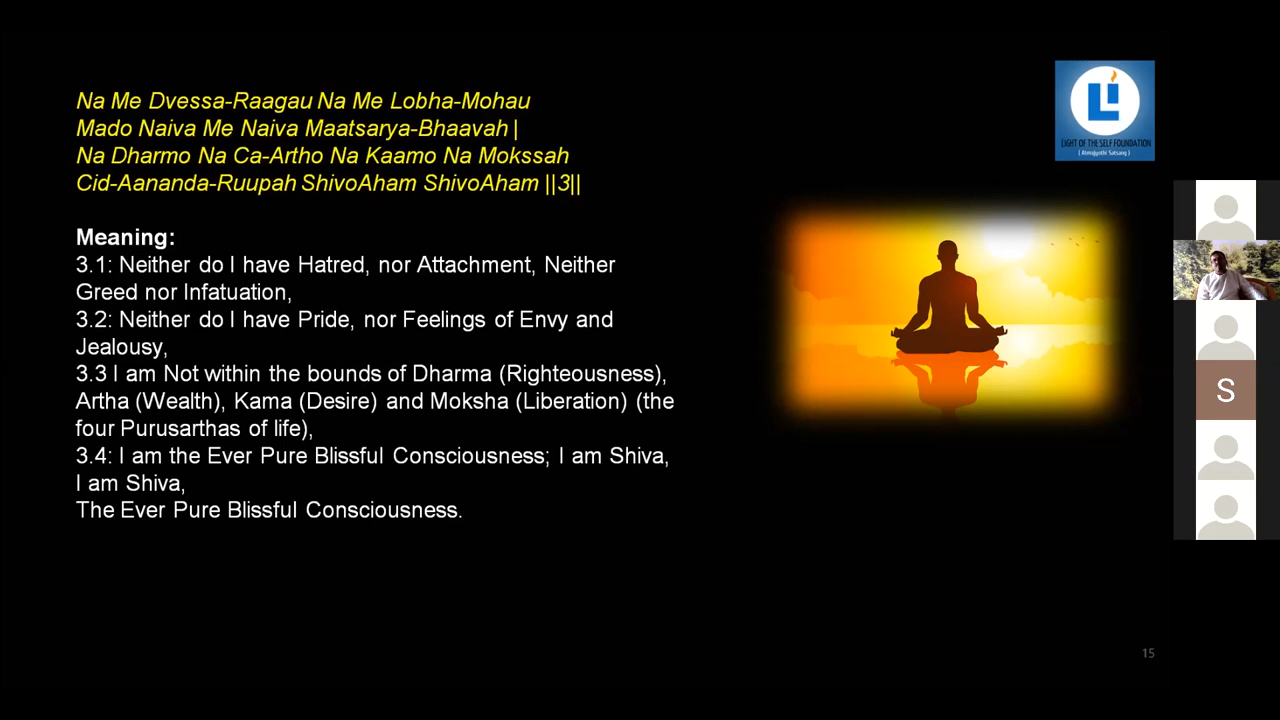 Na Me Dvessa-Raagau Na Me Lobha-Mohau
Mado Naiva Me Naiva Maatsarya-Bhaavah |
Na Dharmo Na Ca-Artho Na Kaamo Na Mokssah
Cid-Aananda-Ruupah ShivoAham ShivoAham ||3||
Meaning:
3.1: Neither do I have Hatred, nor Attachment, Neither
Greed nor Infatuation,
3.2: Neither do I have Pride, nor Feelings of Envy and
Jealousy,
3.3 I am Not within the bounds of Dharma (Righteousness),
Artha (Wealth), Kama (Desire) and Moksha (Liberation) (the
four Purusarthas of life),
3.4: I am the Ever Pure Blissful Consciousness; I am Shiva,
I am Shiva,
The Ever Pure Blissful Consciousness.
LIGHT OF THE SELF FOUNDATION
( Atmajyothi Satsang )
S
15